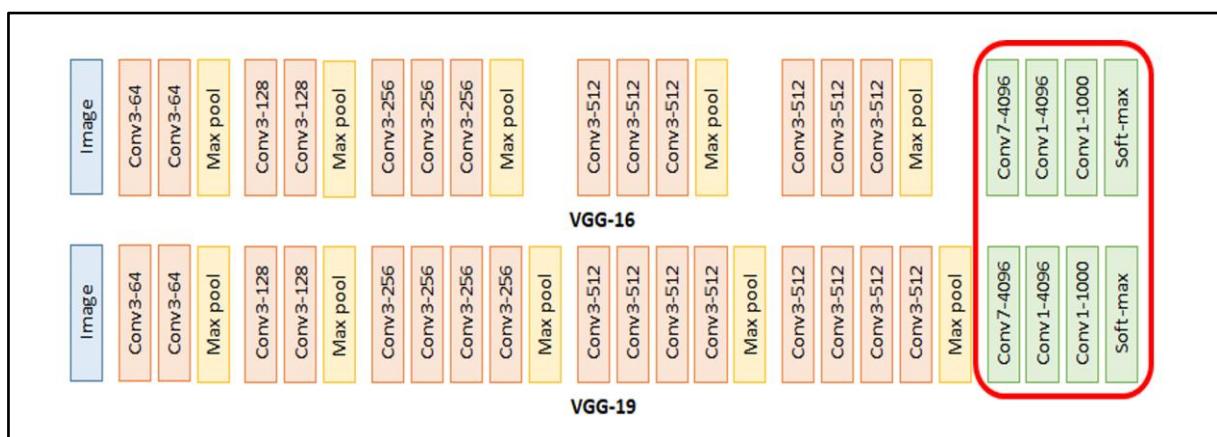 Image
Conv3-64
Conv3-64
Max pool
Conv3-128
Conv3-128
Max pool
Conv3-256
Conv3-256
Conv3-256
Max pool
Conv3-512
Conv3-512
Conv3-512
Max pool
Conv3-512
Conv3-512
Conv3-512
Max pool
Conv7-4096
Conv1-4096
Conv1-1000
Soft-max
VGG-16
Image
Conv3-64
Conv3-64
Max pool
Conv3-128
Conv3-128
Max pool
Conv3-256
Conv3-256
Conv3-256
Conv3-256
Max pool
Conv3-512
Conv3-512
Conv3-512
Conv3-512
Max pool
Conv3-512
Conv3-512
Conv3-512
Conv3-512
Max pool
Conv7-4096
Conv1-4096
Conv1-1000
Soft-max
VGG-19